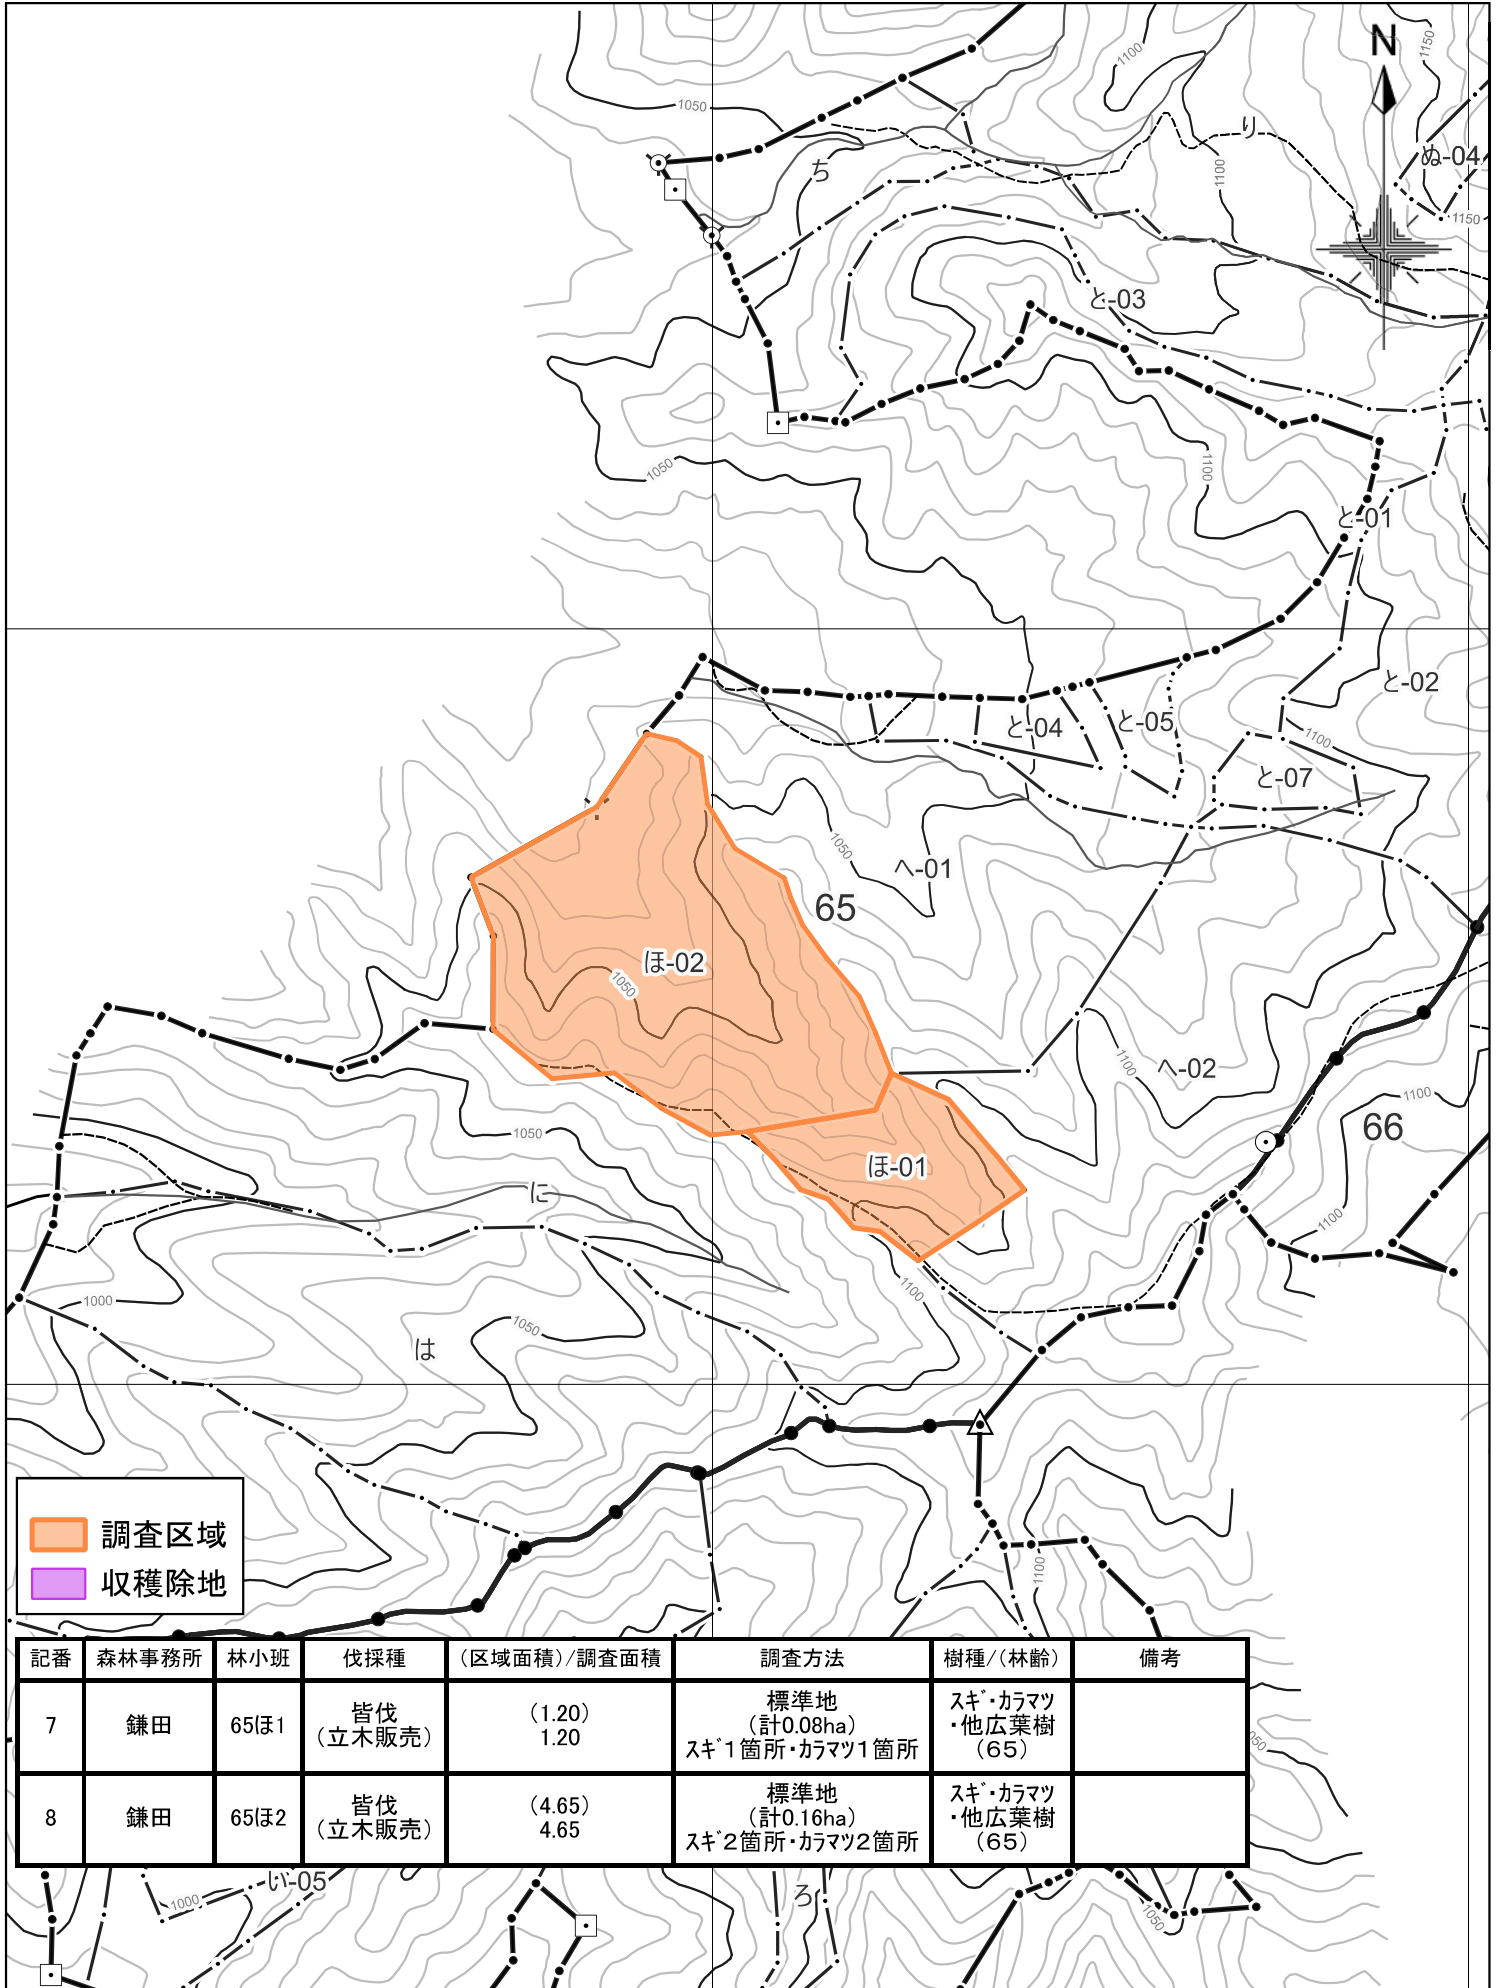 N
1100
1150
1050
り
ち
ぬ-04
1100
1150
と-03
1050
1100
と-01
と-02
と-04
と-05
1100
と-07
1050
へ-01
65
ほ-02
1050
1100
へ-02
1100
66
1050
ほ-01
に
1100
1100
1000
1050
は
1100
調査区域
収穫除地
記番 森林事務所 林小班 伐採種 (区域面積)/調査面積 調査方法 樹種/(林齢) 備考
7 鎌田 65ほ1 皆伐 (立木販売) (1.20) 1.20 標準地 (計0.08ha) スギ1箇所・カラマツ1箇所 スギ・カラマツ ・他広葉樹 (65)
8 鎌田 65ほ2 皆伐 (立木販売) (4.65) 4.65 標準地 (計0.16ha) スギ2箇所・カラマツ2箇所 スギ・カラマツ ・他広葉樹 (65)
い-05
1000
ろ
1050